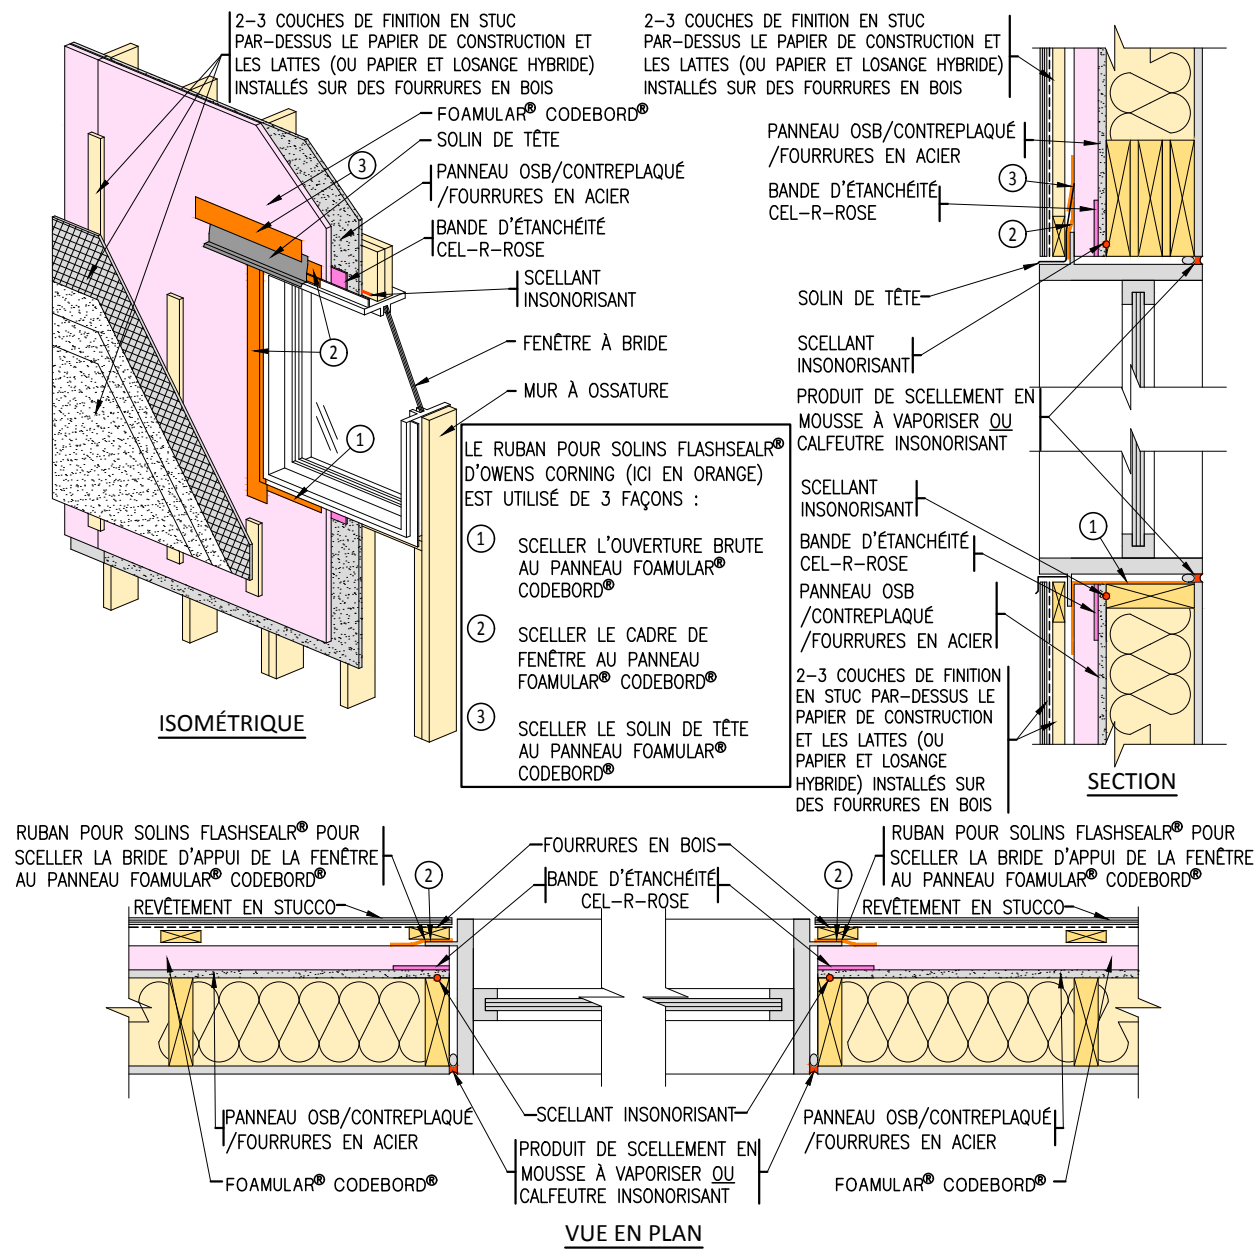 2-3 COUCHES DE FINITION EN STUC
PAR-DESSUS LE PAPIER DE CONSTRUCTION ET
LES LATTES (OU PAPIER ET LOSANGE HYBRIDE)
INSTALLÉS SUR DES FOURRURES EN BOIS
FOAMULAR® CODEBORD®
SOLIN DE TÊTE
3
PANNEAU OSB/CONTREPLAQUÉ
/FOURRURES EN ACIER
BANDE D'ÉTANCHÉITÉ
CEL-R-ROSE
SCELLANT
INSONORISANT
2
FENÊTRE À BRIDE
MUR À OSSATURE
1
ISOMÉTRIQUE
LE RUBAN POUR SOLINS FLASHSEALR®
D'OWENS CORNING (ICI EN ORANGE)
EST UTILISÉ DE 3 FAÇONS :
1 SCELLER L'OUVERTURE BRUTE
AU PANNEAU FOAMULAR®
CODEBORD®
2 SCELLER LE CADRE DE
FENÊTRE AU PANNEAU
FOAMULAR® CODEBORD®
3 SCELLER LE SOLIN DE TÊTE
AU PANNEAU FOAMULAR®
CODEBORD®
2-3 COUCHES DE FINITION EN STUC
PAR-DESSUS LE PAPIER DE CONSTRUCTION ET
LES LATTES (OU PAPIER ET LOSANGE HYBRIDE)
INSTALLÉS SUR DES FOURRURES EN BOIS
PANNEAU OSB/CONTREPLAQUÉ
/FOURRURES EN ACIER
3
BANDE D'ÉTANCHÉITÉ
CEL-R-ROSE
2
SOLIN DE TÊTE
SCELLANT
INSONORISANT
PRODUIT DE SCELLEMENT EN
MOUSSE À VAPORISER OU
CALFEUTRE INSONORISANT
SCELLANT
INSONORISANT
1
BANDE D'ÉTANCHÉITÉ
CEL-R-ROSE
PANNEAU OSB
/CONTREPLAQUÉ
/FOURRURES EN ACIER
2-3 COUCHES DE FINITION
EN STUC PAR-DESSUS LE
PAPIER DE CONSTRUCTION
ET LES LATTES (OU
PAPIER ET LOSANGE
HYBRIDE) INSTALLÉS SUR
DES FOURRURES EN BOIS
SECTION
RUBAN POUR SOLINS FLASHSEALR® POUR
SCELLER LA BRIDE D'APPUI DE LA FENÊTRE
AU PANNEAU FOAMULAR® CODEBORD®
2
REVÊTEMENT EN STUCCO
FOURRURES EN BOIS
BANDE D'ÉTANCHÉITÉ
CEL-R-ROSE
RUBAN POUR SOLINS FLASHSEALR® POUR
SCELLER LA BRIDE D'APPUI DE LA FENÊTRE
AU PANNEAU FOAMULAR® CODEBORD®
2
REVÊTEMENT EN STUCCO
PANNEAU OSB/CONTREPLAQUÉ
/FOURRURES EN ACIER
FOAMULAR® CODEBORD®
SCELLANT INSONORISANT
PRODUIT DE SCELLEMENT EN
MOUSSE À VAPORISER OU
CALFEUTRE INSONORISANT
PANNEAU OSB/CONTREPLAQUÉ
/FOURRURES EN ACIER
FOAMULAR® CODEBORD®
VUE EN PLAN